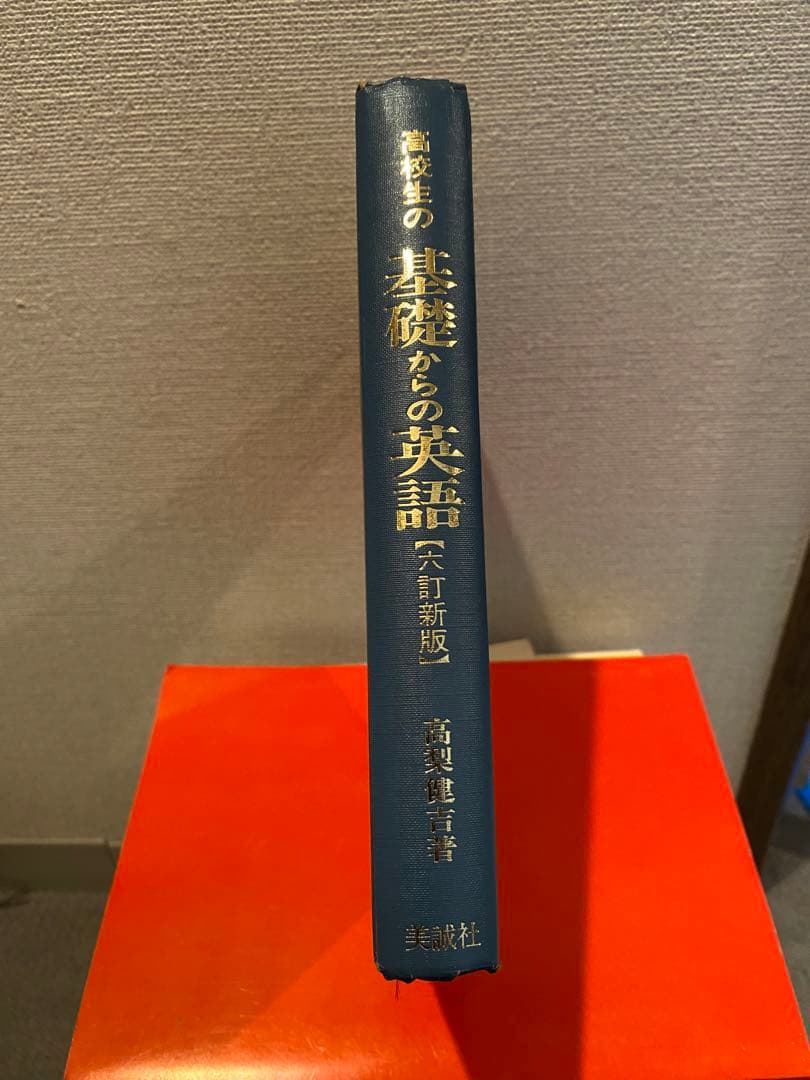 高校生の
基礎からの英語
【六訂新版】
高梨健吉著
美誠社